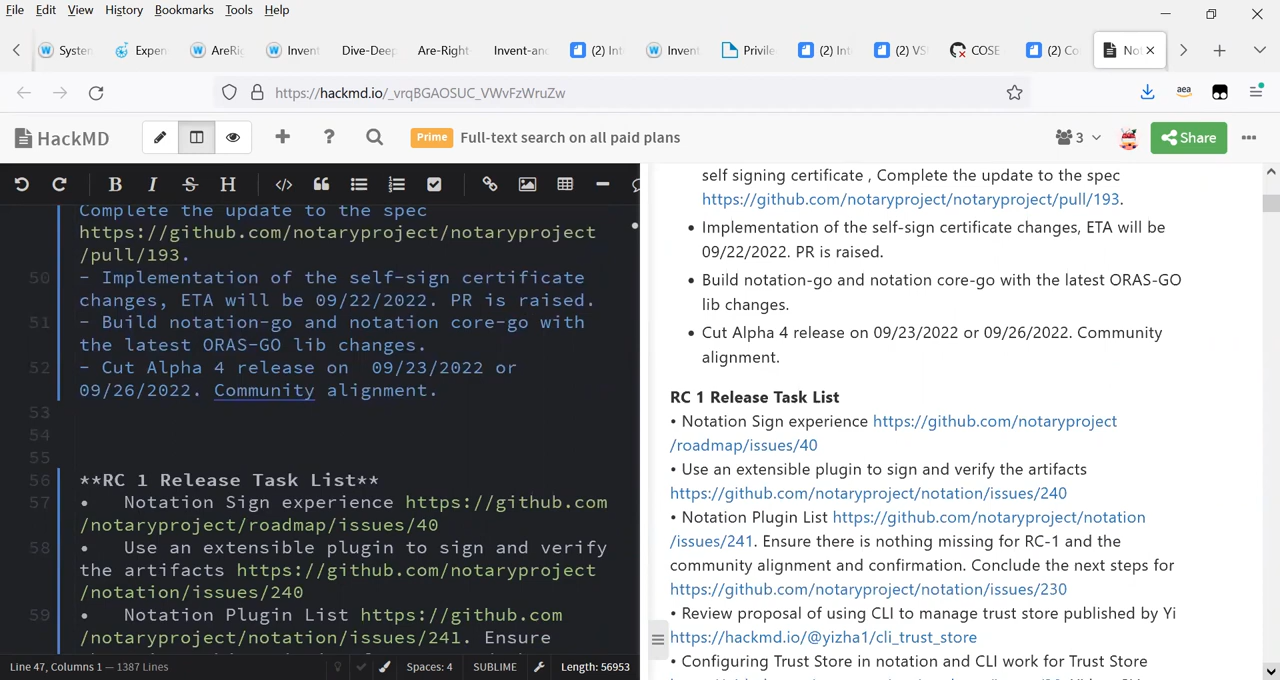 File Edit View History Bookmarks Tools Help
Syster Expen AreRig Invent Dive-Deep Are-Right Invent-and (2) Int Inven Privile (2) Int (2) VS COSE (2) Co Not
https://hackmd.io/_vrqBGAOSUC_VWvFzWruZw aea
HackMD Prime Full-text search on all paid plans 3 Share
self signing certificate , Complete the update to the spec
https://github.com/notaryproject/notaryproject/pull/193.
• Implementation of the self-sign certificate changes, ETA will be
09/22/2022. PR is raised.
• Build notation-go and notation core-go with the latest ORAS-GO
lib changes.
• Cut Alpha 4 release on 09/23/2022 or 09/26/2022. Community
alignment.
RC 1 Release Task List
• Notation Sign experience https://github.com/notaryproject
/roadmap/issues/40
• Use an extensible plugin to sign and verify the artifacts
https://github.com/notaryproject/notation/issues/240
• Notation Plugin List https://github.com/notaryproject/notation
/issues/241. Ensure there is nothing missing for RC-1 and the
community alignment and confirmation. Conclude the next steps for
https://github.com/notaryproject/notation/issues/230
• Review proposal of using CLI to manage trust store published by Yi
https://hackmd.io/@yizha1/cli_trust_store
• Configuring Trust Store in notation and CLI work for Trust Store
Complete the update to the spec
https://github.com/notaryproject/notaryproject
/pull/193.
50 - Implementation of the self-sign certificate
changes, ETA will be 09/22/2022. PR is raised.
51 - Build notation-go and notation core-go with
the latest ORAS-GO lib changes.
52 - Cut Alpha 4 release on  09/23/2022 or
09/26/2022. Community alignment.
53
54
55
56 **RC 1 Release Task List**
57 •   Notation Sign experience https://github.com
/notaryproject/roadmap/issues/40
58 •   Use an extensible plugin to sign and verify
the artifacts https://github.com/notaryproject
/notation/issues/240
59 •   Notation Plugin List https://github.com
/notaryproject/notation/issues/241. Ensure
Line 47, Columns 1 — 1387 Lines Spaces: 4 SUBLIME Length: 56953